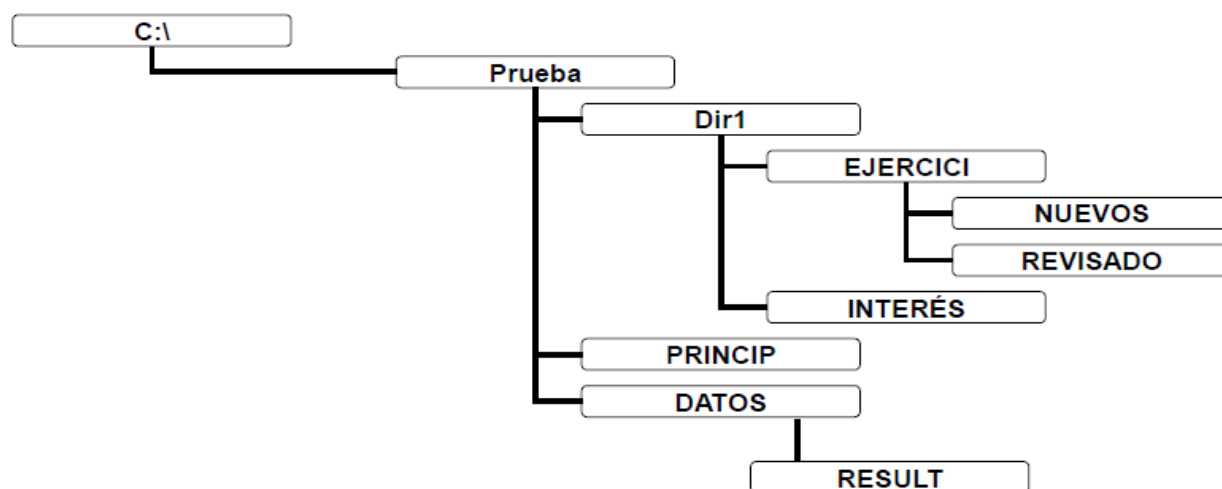 C:\
Prueba
Dir1
EJERCICI
NUEVOS
REVISADO
INTERÉS
PRINCIP
DATOS
RESULT